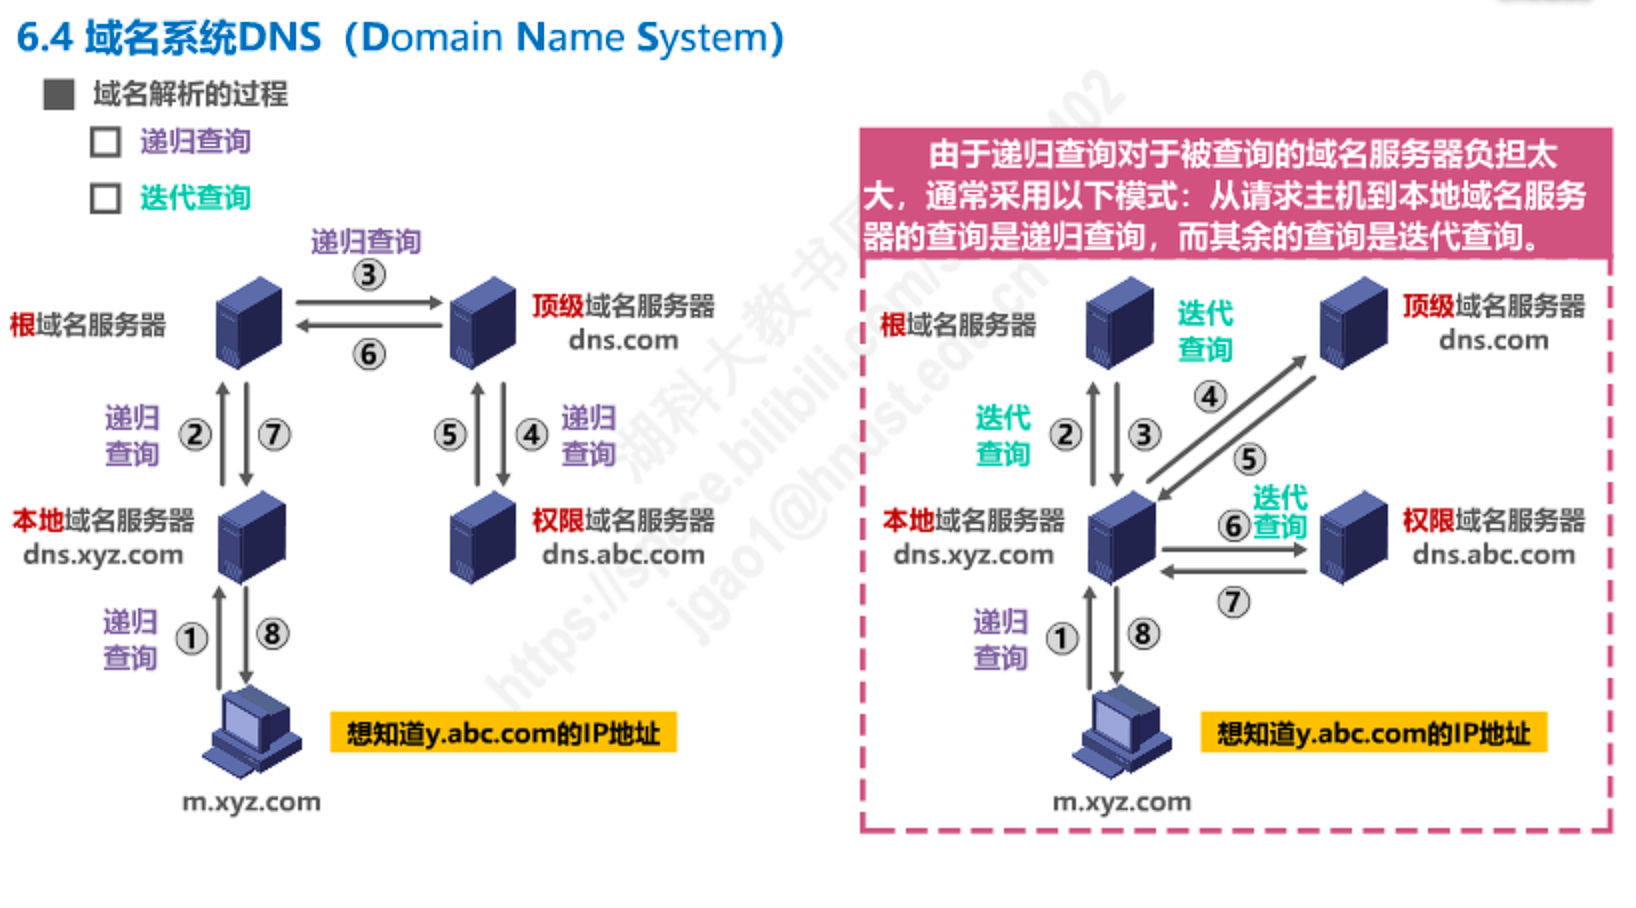 6.4 域名系统DNS（Domain Name System）
域名解析的过程
递归查询
迭代查询
递归查询
③
根域名服务器
顶级域名服务器
dns.com
⑥
递归
查询
②
⑦
⑤
④
递归
查询
本地域名服务器
dns.xyz.com
权限域名服务器
dns.abc.com
递归
查询
①
⑧
想知道y.abc.com的IP地址
m.xyz.com
由于递归查询对于被查询的域名服务器负担太
大，通常采用以下模式：从请求主机到本地域名服务
器的查询是递归查询，而其余的查询是迭代查询。
根域名服务器
迭代
查询
顶级域名服务器
dns.com
④
迭代
查询
②
③
⑤
本地域名服务器
dns.xyz.com
迭代
查询
⑥
权限域名服务器
dns.abc.com
⑦
递归
查询
①
⑧
想知道y.abc.com的IP地址
m.xyz.com
湖科大教书
https://space.bilibili.com/
jgao1@hnust.edu.cn